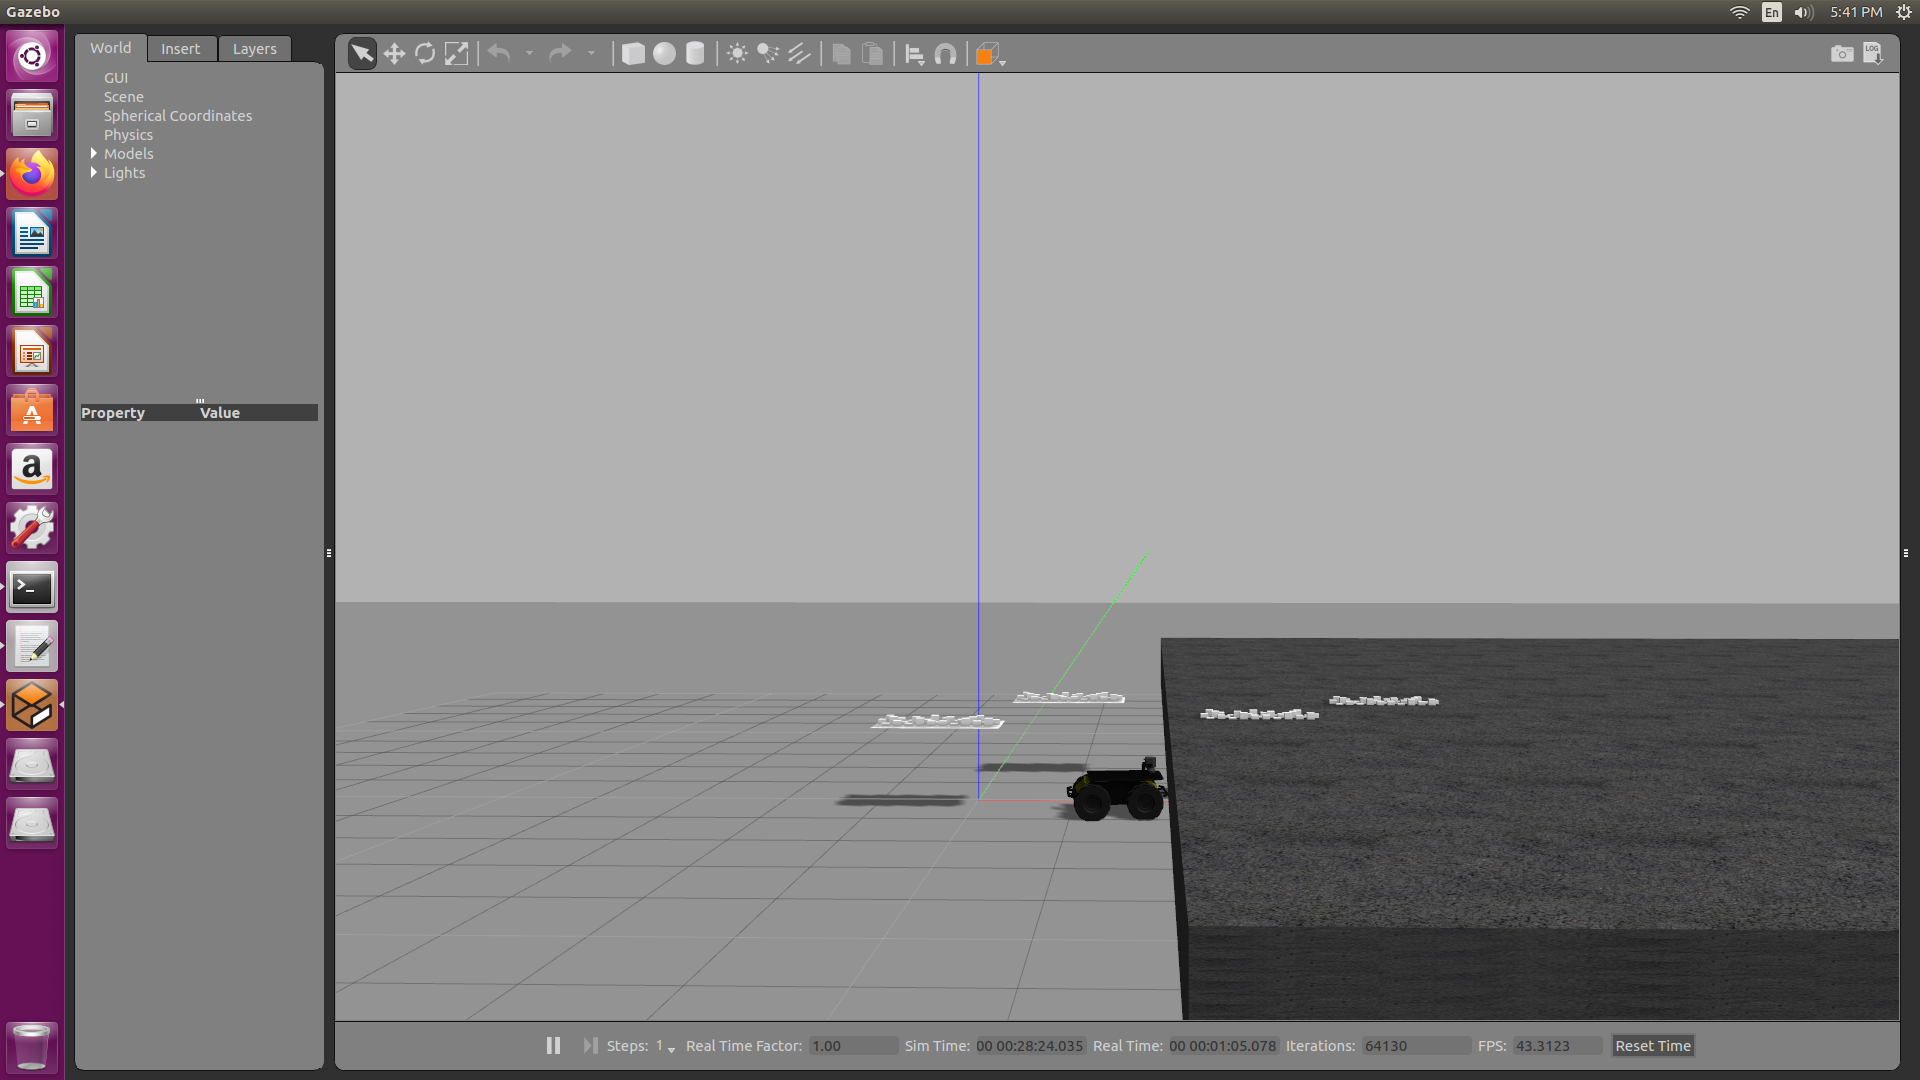 Gazebo
En
5:41 PM
World Insert Layers
GUI
Scene
Spherical Coordinates
Physics
Models
Lights
Property Value
LOG
Steps: 1 Real Time Factor: 1.00 Sim Time: 00 00:28:24.035 Real Time: 00 00:01:05.078 Iterations: 64130 FPS: 43.3123 Reset Time